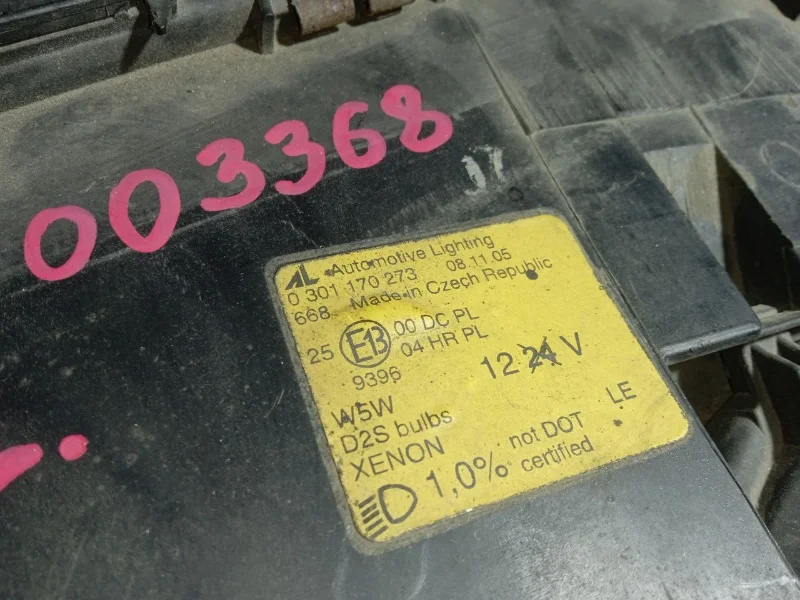 003368
AL Automotive Lighting
0 301 170 273 08.11.05
668 Made in Czech Republic
25 E13 00 DC PL
04 HR PL
9396
12 24 V
W5W
D2S bulbs LE
XENON not DOT
1,0% certified